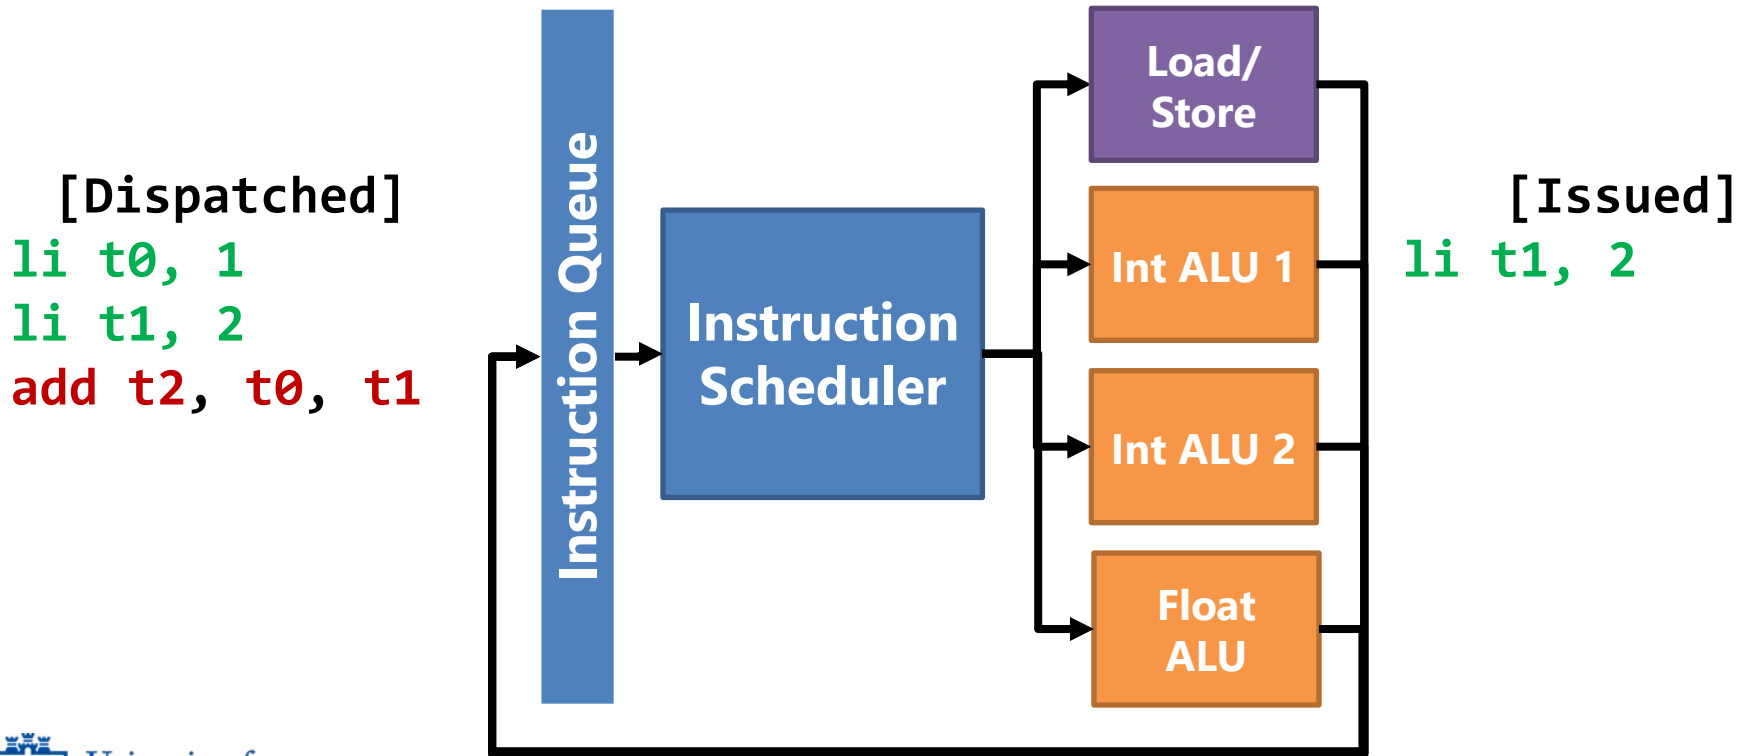 [Dispatched]
li t0, 1
li t1, 2
add t2, t0, t1
Instruction Queue
Instruction
Scheduler
Load/
Store
Int ALU 1
Int ALU 2
Float
ALU
[Issued]
li t1, 2